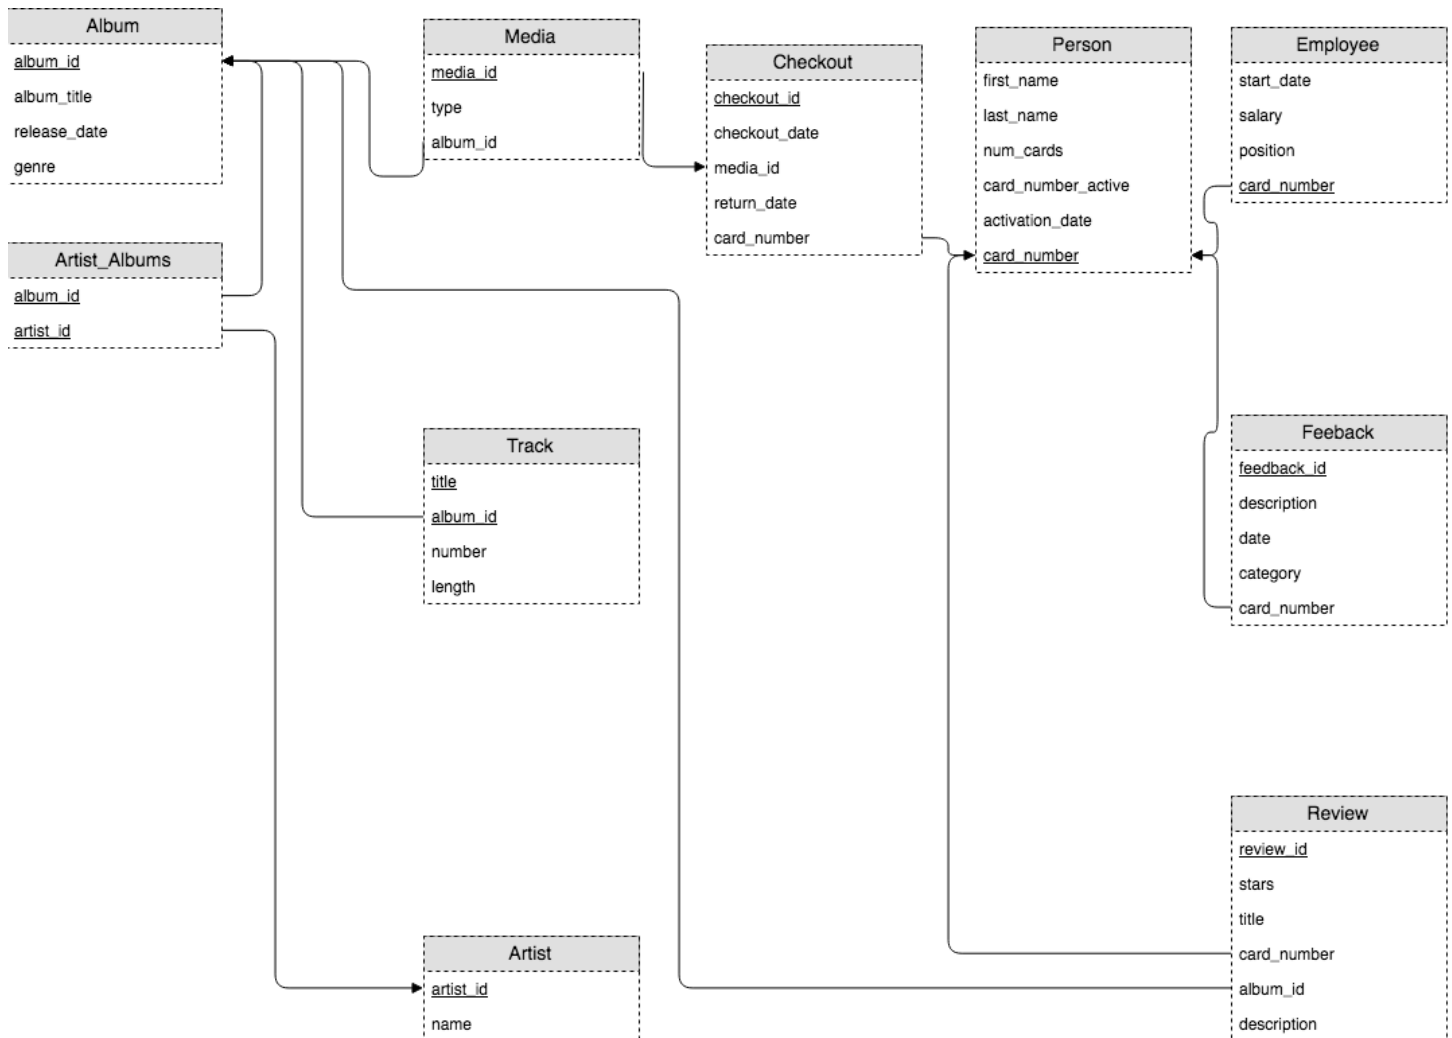 Album
album_id
album_title
release_date
genre
Media
media_id
type
album_id
Checkout
checkout_id
checkout_date
media_id
return_date
card_number
Person
first_name
last_name
num_cards
card_number_active
activation_date
card_number
Employee
start_date
salary
position
card_number
Artist_Albums
album_id
artist_id
Track
title
album_id
number
length
Feeback
feedback_id
description
date
category
card_number
Artist
artist_id
name
Review
review_id
stars
title
card_number
album_id
description